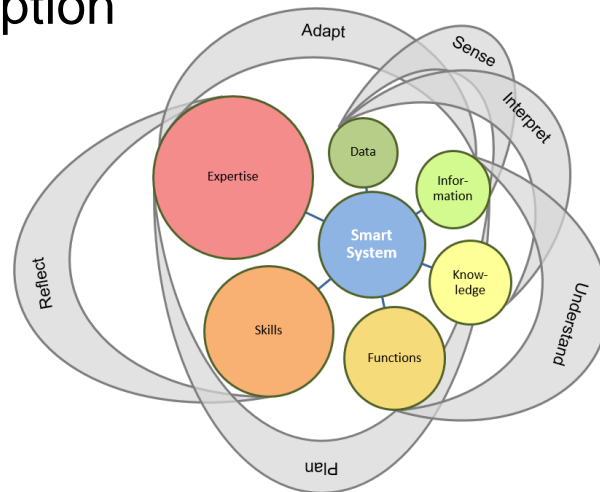 ption
Adapt
Sense
Interpret
Data
Expertise
Infor-
mation
Smart
System
Know-
ledge
Reflect
Understand
Skills
Functions
Plan